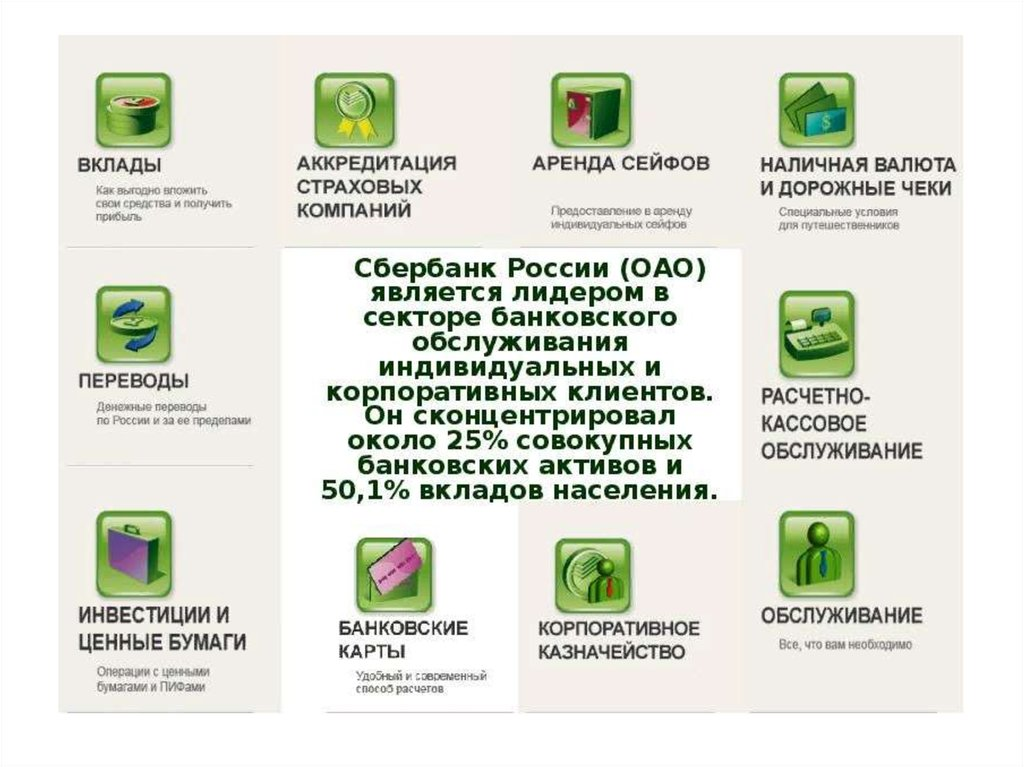 ВКЛАДЫ
Как выгодно вложить
свои средства и получить
прибыль
АККРЕДИТАЦИЯ
СТРАХОВЫХ
КОМПАНИЙ
АРЕНДА СЕЙФОВ
Предоставление в аренду
индивидуальных сейфов
НАЛИЧНАЯ ВАЛЮТА
И ДОРОЖНЫЕ ЧЕКИ
Специальные условия
для путешественников
ПЕРЕВОДЫ
Денежные переводы
по России и за ее пределами
Сбербанк России (ОАО)
является лидером в
секторе банковского
обслуживания
индивидуальных и
корпоративных клиентов.
Он сконцентрировал
около 25% совокупных
банковских активов и
50,1% вкладов населения.
РАСЧЕТНО-
КАССОВОЕ
ОБСЛУЖИВАНИЕ
ИНВЕСТИЦИИ И
ЦЕННЫЕ БУМАГИ
Операции с ценными
бумагами и ПИФами
БАНКОВСКИЕ
КАРТЫ
Удобный и современный
способ расчетов
КОРПОРАТИВНОЕ
КАЗНАЧЕЙСТВО
ОБСЛУЖИВАНИЕ
Все, что вам необходимо